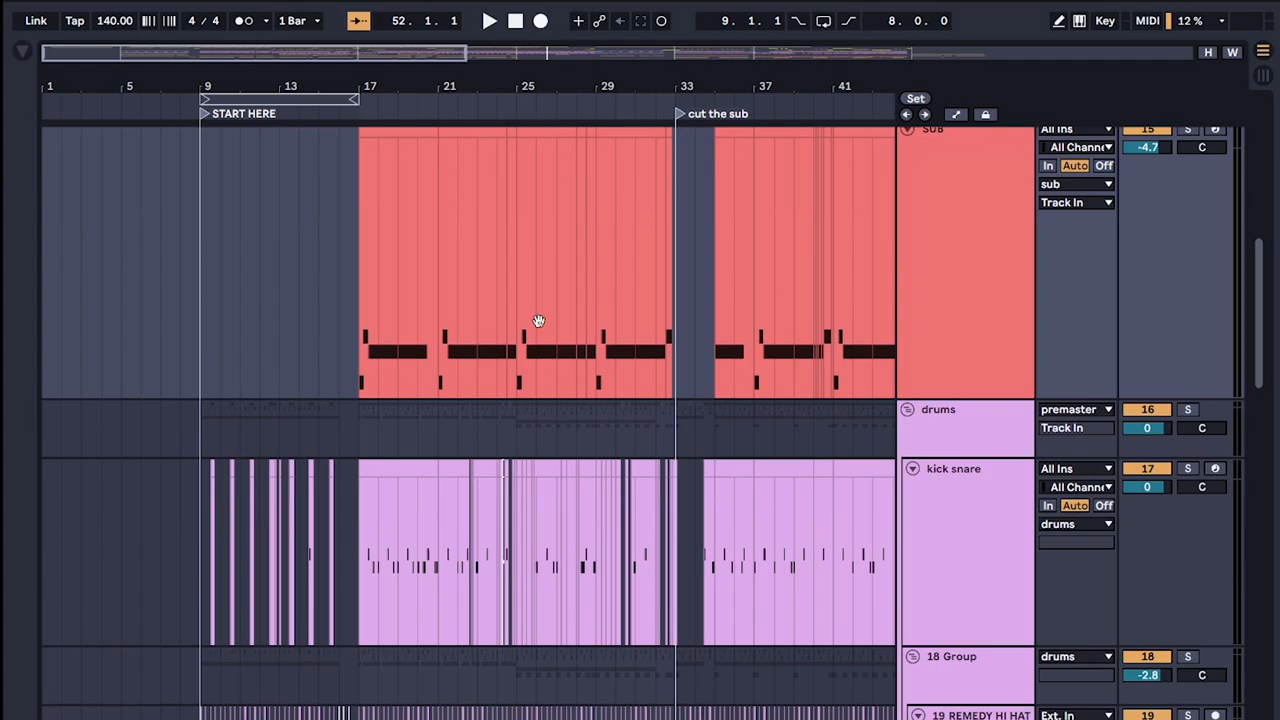 Link Tap 140.00 4 / 4 1 Bar 52. 1. 1 9. 1. 1 8. 0. 0 Key MIDI 12 %
H W
1 5 9 13 17 21 25 29 33 37 41
Set
START HERE cut the sub
SUB All Ins 15 S
All Channe -4.7 C
In Auto Off
sub
Track In
drums premaster 16 S
Track In 0 C
kick snare All Ins 17 S
All Channe 0 C
In Auto Off
drums
18 Group drums 18 S
-2.8 C
19 REMEDY HI HAT Ext. In 19 S